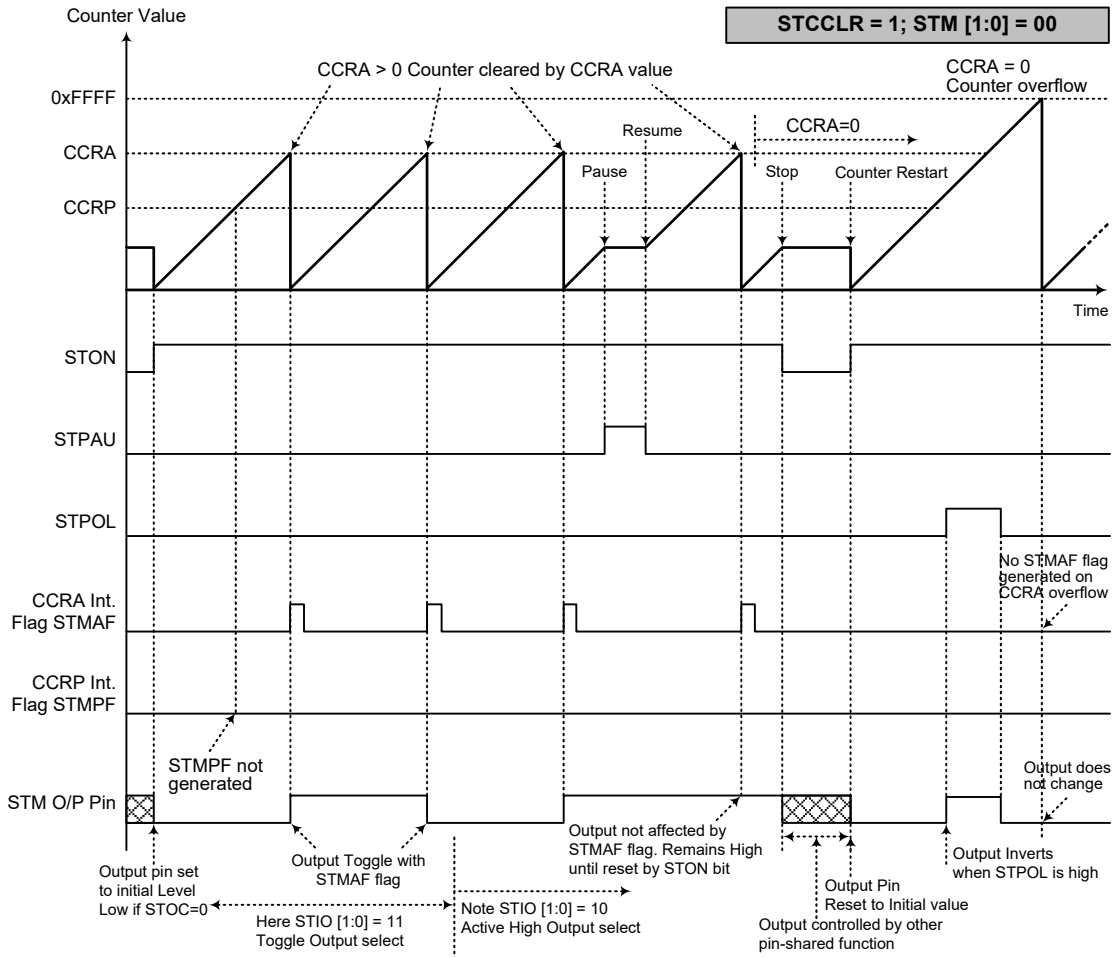 Counter Value
STCCLR = 1; STM [1:0] = 00
CCRA > 0 Counter cleared by CCRA value
CCRA = 0
Counter overflow
0xFFFF
Resume
CCRA=0
CCRA
Pause
Stop
Counter Restart
CCRP
Time
STON
STPAU
STPOL
No STMAF flag
generated on
CCRA overflow
CCRA Int.
Flag STMAF
CCRP Int.
Flag STMPF
STMPF not
generated
Output does
not change
STM O/P Pin
Output pin set
to initial Level
Low if STOC=0
Output Toggle with
STMAF flag
Output not affected by
STMAF flag. Remains High
until reset by STON bit
Output Inverts
when STPOL is high
Output Pin
Reset to Initial value
Here STIO [1:0] = 11
Toggle Output select
Note STIO [1:0] = 10
Active High Output select
Output controlled by other
pin-shared function